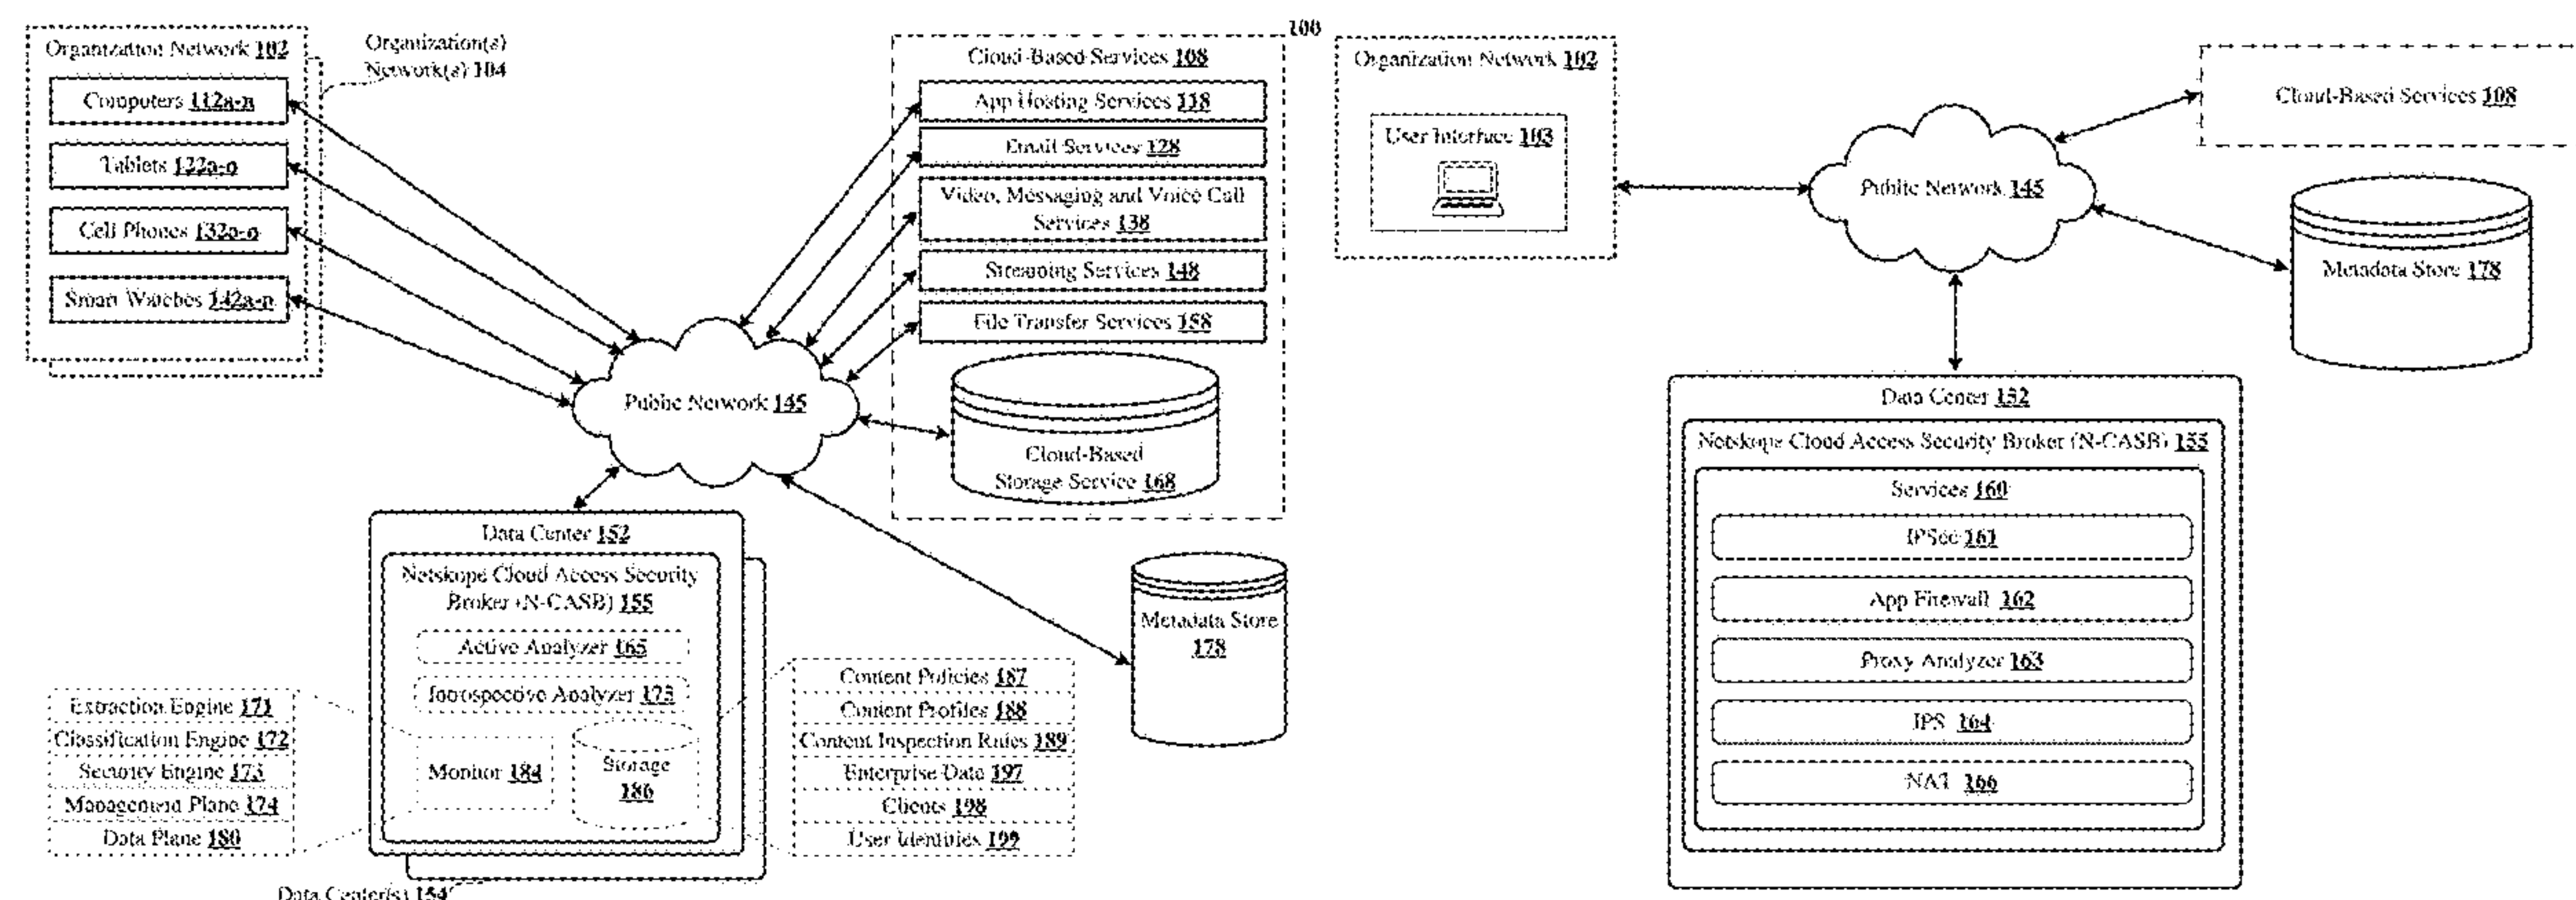 Organization Network 102
Organization(s)
Network(s) 104
Computers 112a-n
Tablets 122a-n
Cell Phones 132a-n
Smart Watches 142a-n
100
Cloud-Based Services 108
App Hosting Services 118
Email Services 128
Video, Messaging and Voice Call
Services 138
Streaming Services 148
File Transfer Services 158
Cloud-Based
Storage Service 168
Public Network 145
Data Center 152
Netskope Cloud Access Security
Broker (N-CASB) 155
Active Analyzer 165
Introspective Analyzer 175
Monitor 184
Storage
186
Extraction Engine 171
Classification Engine 172
Security Engine 173
Management Plane 174
Data Plane 180
Content Policies 187
Content Profiles 188
Content Inspection Rules 189
Enterprise Data 197
Clients 198
User Identities 199
Data Center(s) 154
Metadata Store
178
Organization Network 102
User Interface 103
Public Network 145
Cloud-Based Services 108
Metadata Store 178
Data Center 152
Netskope Cloud Access Security Broker (N-CASB) 155
Services 160
IPSec 161
App Firewall 162
Proxy Analyzer 163
IPS 164
NAT 166